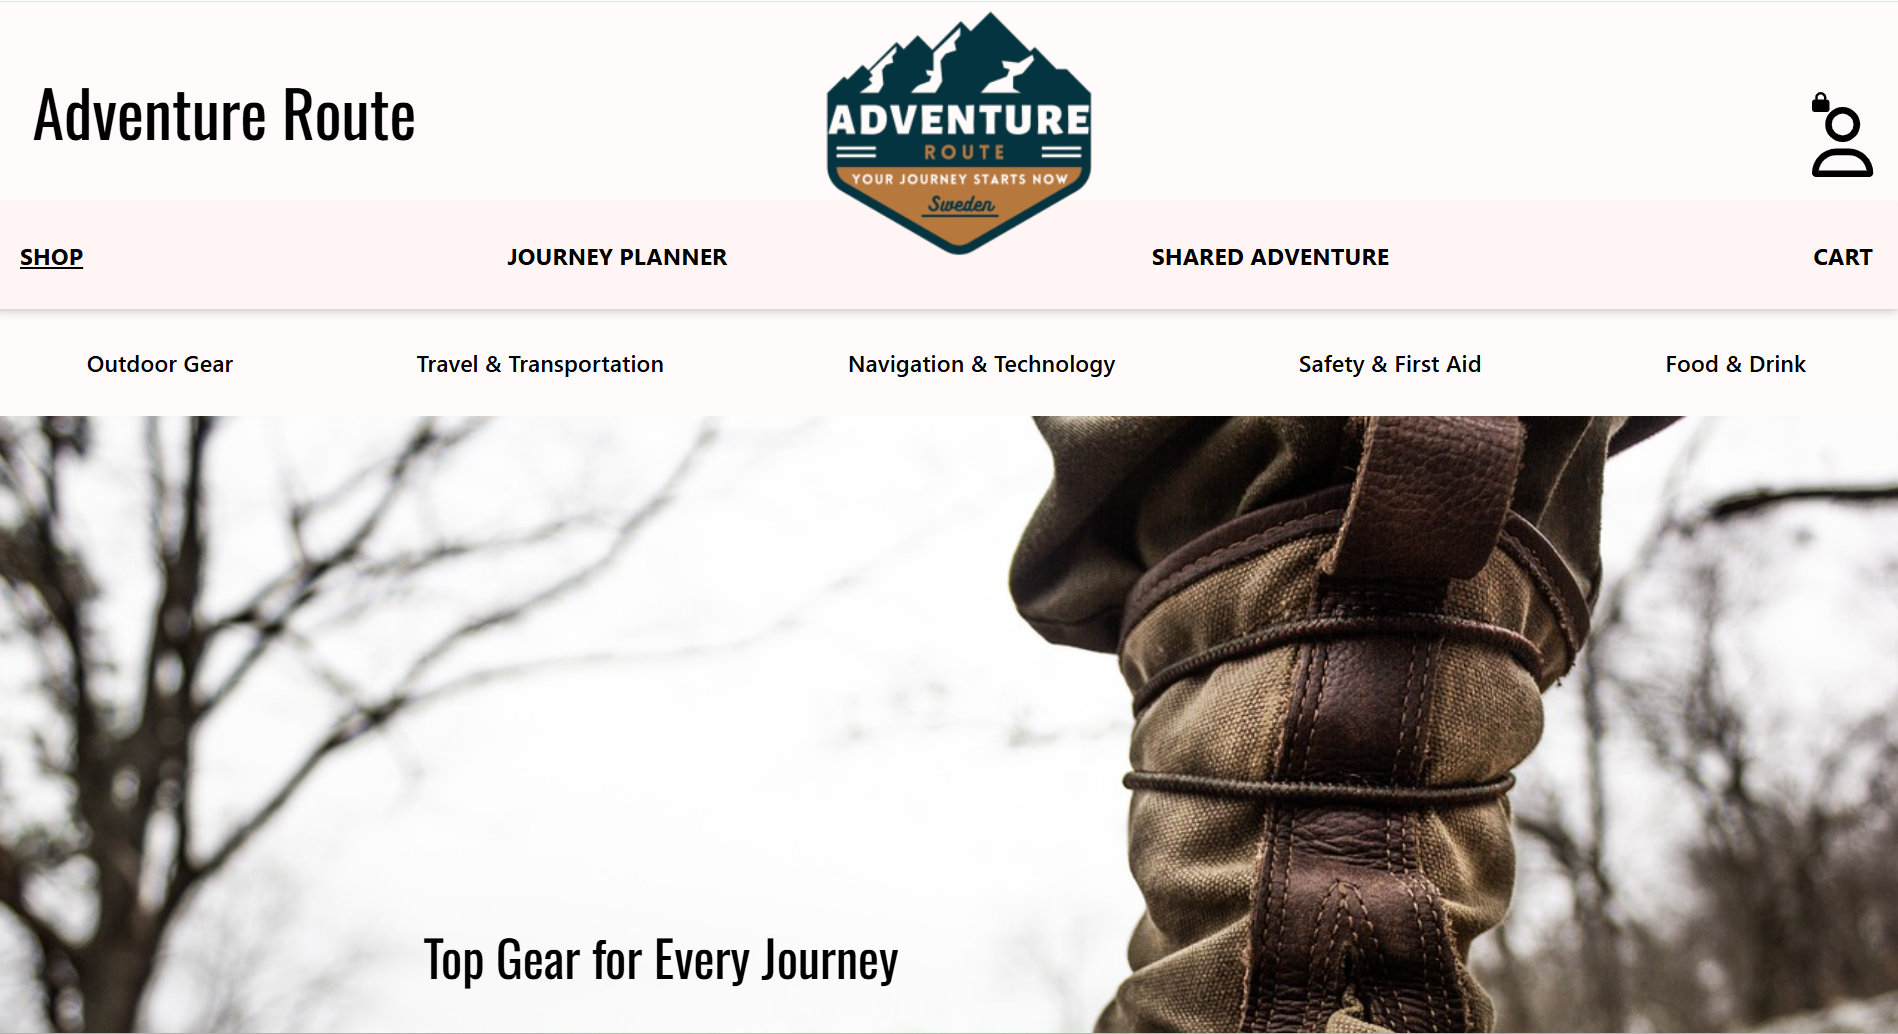 Adventure Route
ADVENTURE
ROUTE
YOUR JOURNEY STARTS NOW
Sweden
SHOP
JOURNEY PLANNER
SHARED ADVENTURE
CART
Outdoor Gear
Travel & Transportation
Navigation & Technology
Safety & First Aid
Food & Drink
Top Gear for Every Journey